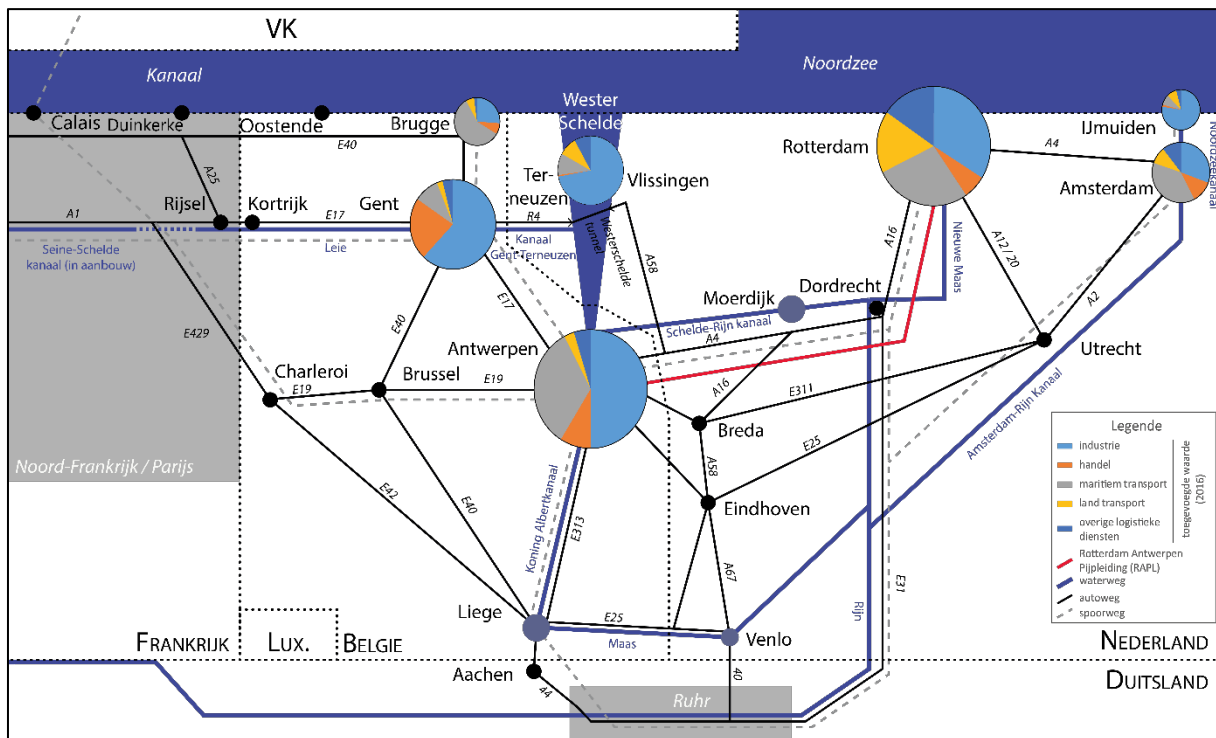 VK
Kanaal
Noordzee
Wester
Schelde
Calais
Duinkerke
Oostende
Brugge
E40
A25
Rijsel
Kortrijk
Gent
A1
E17
R4
Leie
Seine-Schelde
kanaal (in aanbouw)
Ter-
neuzen
Vlissingen
Kanaal
Gent-Terneuzen
Westerschelde
tunnel
A58
Rotterdam
A4
IJmuiden
Noordzeekanaal
Amsterdam
A16
Nieuwe Maas
A12 / 20
A2
Dordrecht
Moerdijk
Schelde-Rijn kanaal
A4
Utrecht
E429
E40
E17
Antwerpen
Charleroi
E19
Brussel
E19
A16
E311
Breda
Amsterdam-Rijn Kanaal
E25
A58
Noord-Frankrijk / Parijs
E42
E40
Koning Albertkanaal
E313
Eindhoven
A67
E31
Rijn
Liege
E25
Maas
Venlo
FRANKRIJK
LUX.
BELGIE
NEDERLAND
Aachen
44
40
Ruhr
DUITSLAND
Legende
industrie
handel
maritiem transport
land transport
overige logistieke
diensten
toegevoegde waarde
(2016)
Rotterdam Antwerpen
Pijpleiding (RAPL)
waterweg
autoweg
spoorweg